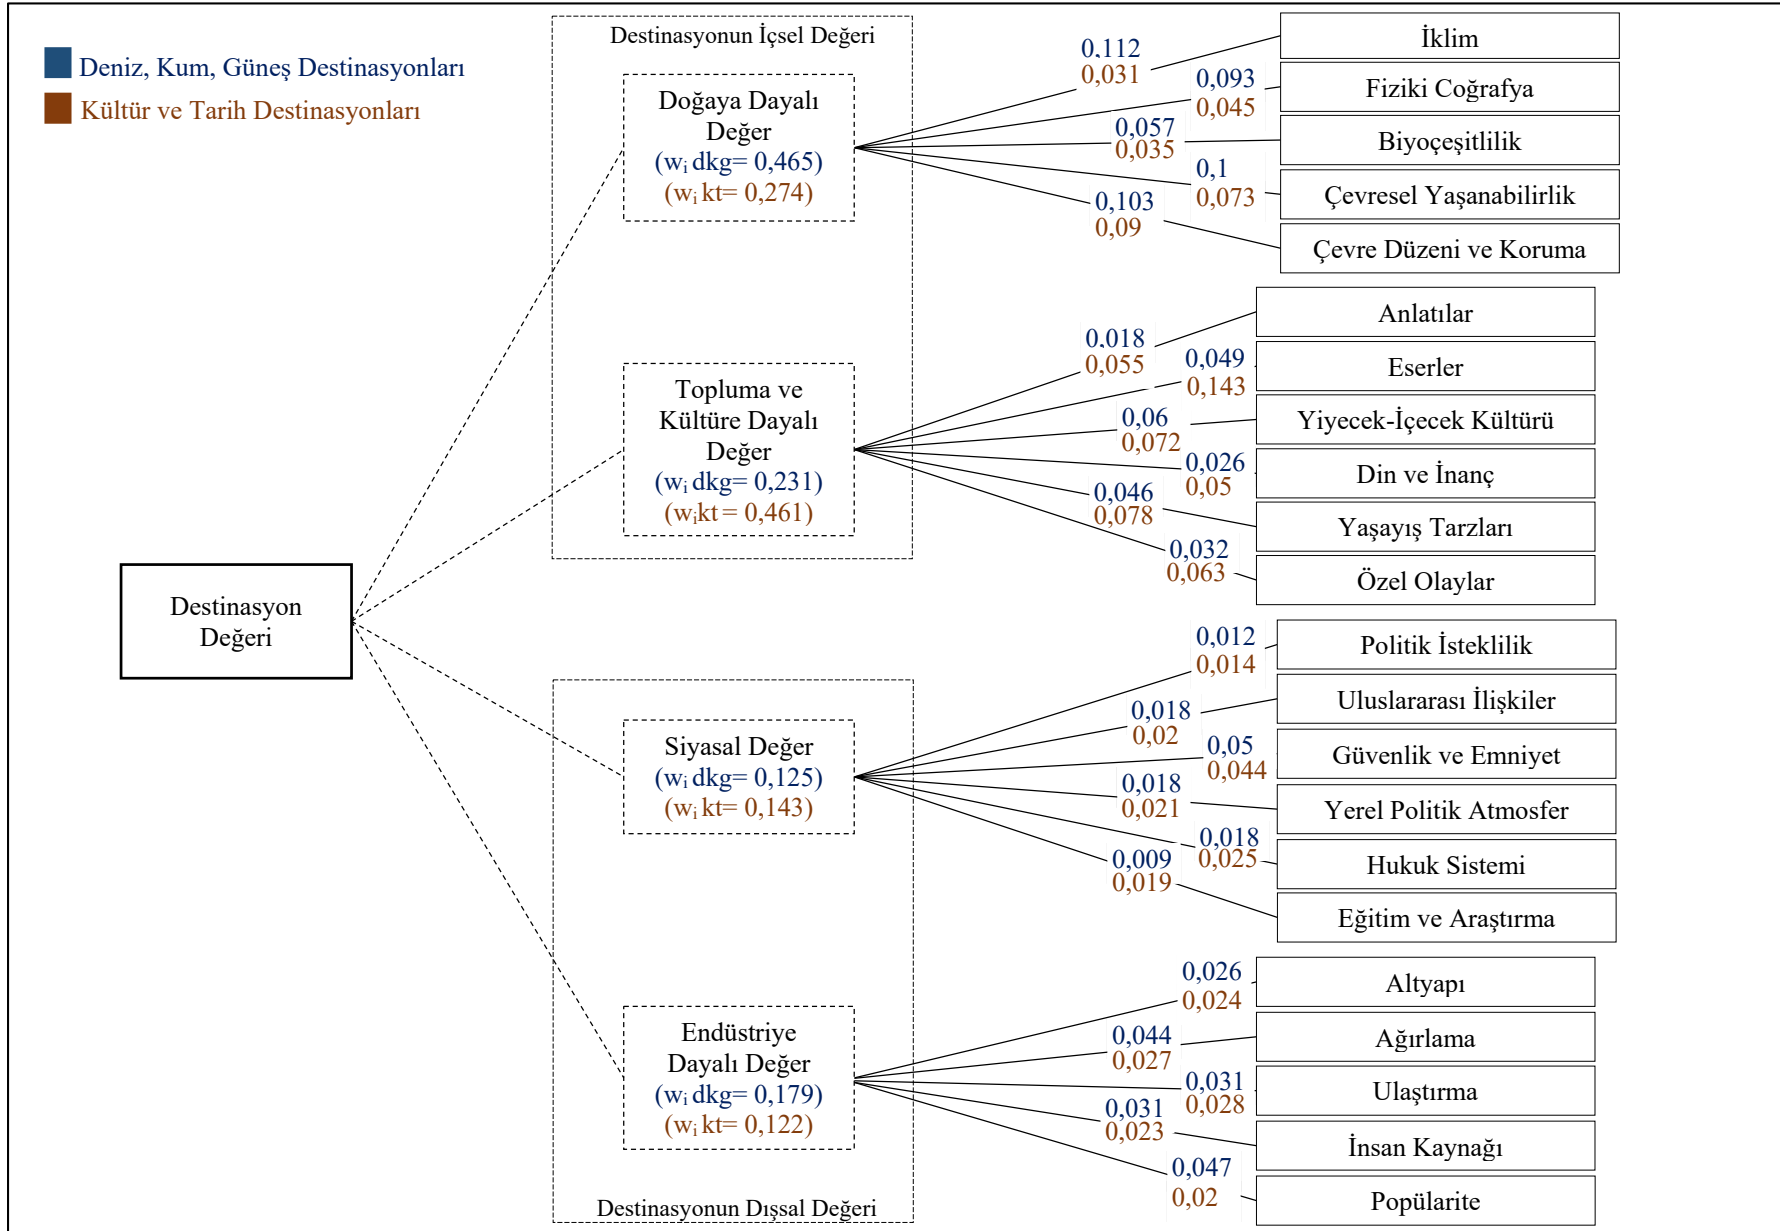 Deniz, Kum, Güneş Destinasyonları
Kültür ve Tarih Destinasyonları
Destinasyon
Değeri
Destinasyonun İçsel Değeri
Doğaya Dayalı
Değer
(wᵢ dkg= 0,465)
(wᵢ kt= 0,274)
0,112
0,031
İklim
0,093
0,045
Fiziki Coğrafya
0,057
0,035
Biyoçeşitlilik
0,1
0,073
Çevresel Yaşanabilirlik
0,103
0,09
Çevre Düzeni ve Koruma
Topluma ve
Kültüre Dayalı
Değer
(wᵢ dkg= 0,231)
(wᵢkt = 0,461)
0,018
0,055
Anlatılar
0,049
0,143
Eserler
0,06
0,072
Yiyecek-İçecek Kültürü
0,026
0,05
Din ve İnanç
0,046
0,078
Yaşayış Tarzları
0,032
0,063
Özel Olaylar
Siyasal Değer
(wᵢ dkg= 0,125)
(wᵢ kt= 0,143)
0,012
0,014
Politik İsteklilik
0,018
0,02
Uluslararası İlişkiler
0,05
0,044
Güvenlik ve Emniyet
0,018
0,021
Yerel Politik Atmosfer
0,018
0,025
Hukuk Sistemi
0,009
0,019
Eğitim ve Araştırma
Endüstriye
Dayalı Değer
(wᵢ dkg= 0,179)
(wᵢ kt= 0,122)
0,026
0,024
Altyapı
0,044
0,027
Ağırlama
0,031
0,028
Ulaştırma
0,031
0,023
İnsan Kaynağı
0,047
0,02
Popülarite
Destinasyonun Dışsal Değeri